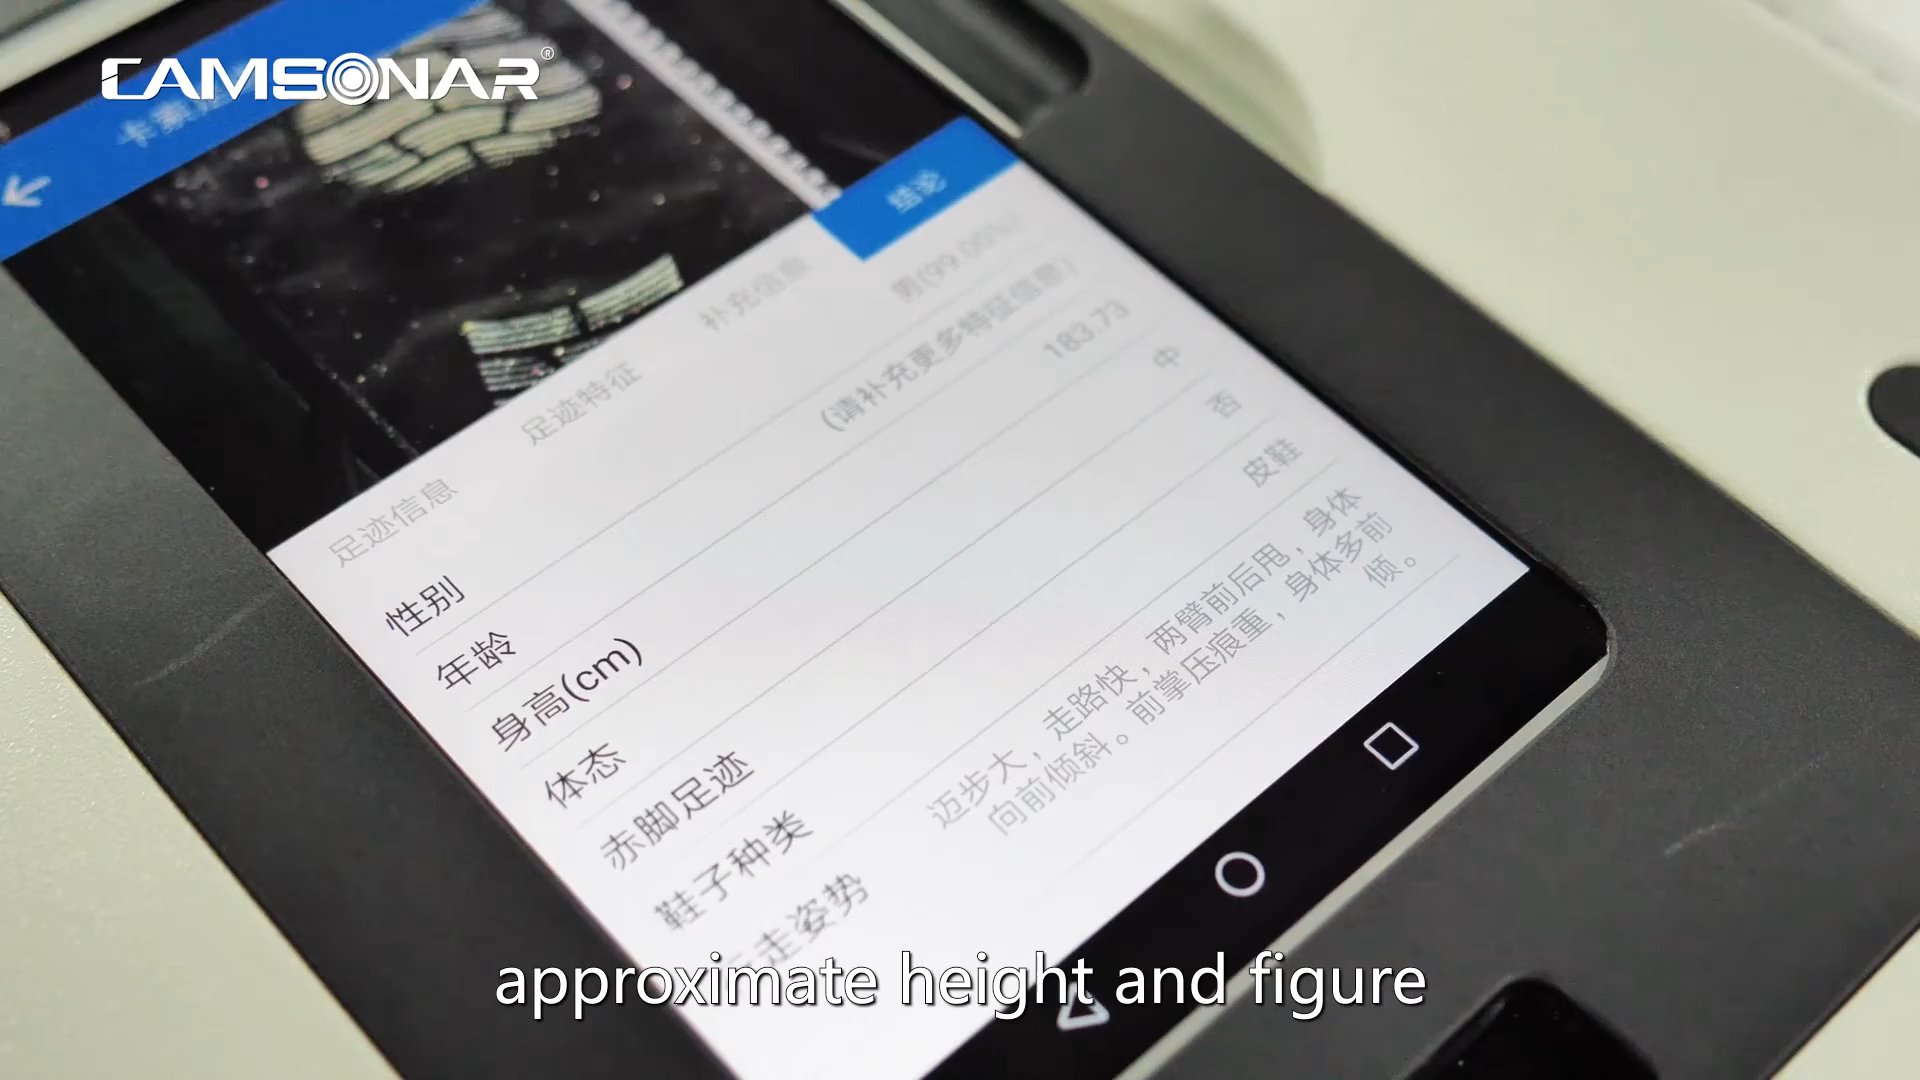 CAMSONAR®
结论
足迹信息
足迹特征
补充信息
性别
男(99.00%)
年龄
(请补充更多特征信息)
身高(cm)
183.73
体态
中
赤脚足迹
否
鞋子种类
皮鞋
走姿势
迈步大，走路快，两臂前后甩，身体
向前倾斜。前掌压痕重，身体多前
倾。
approximate height and figure